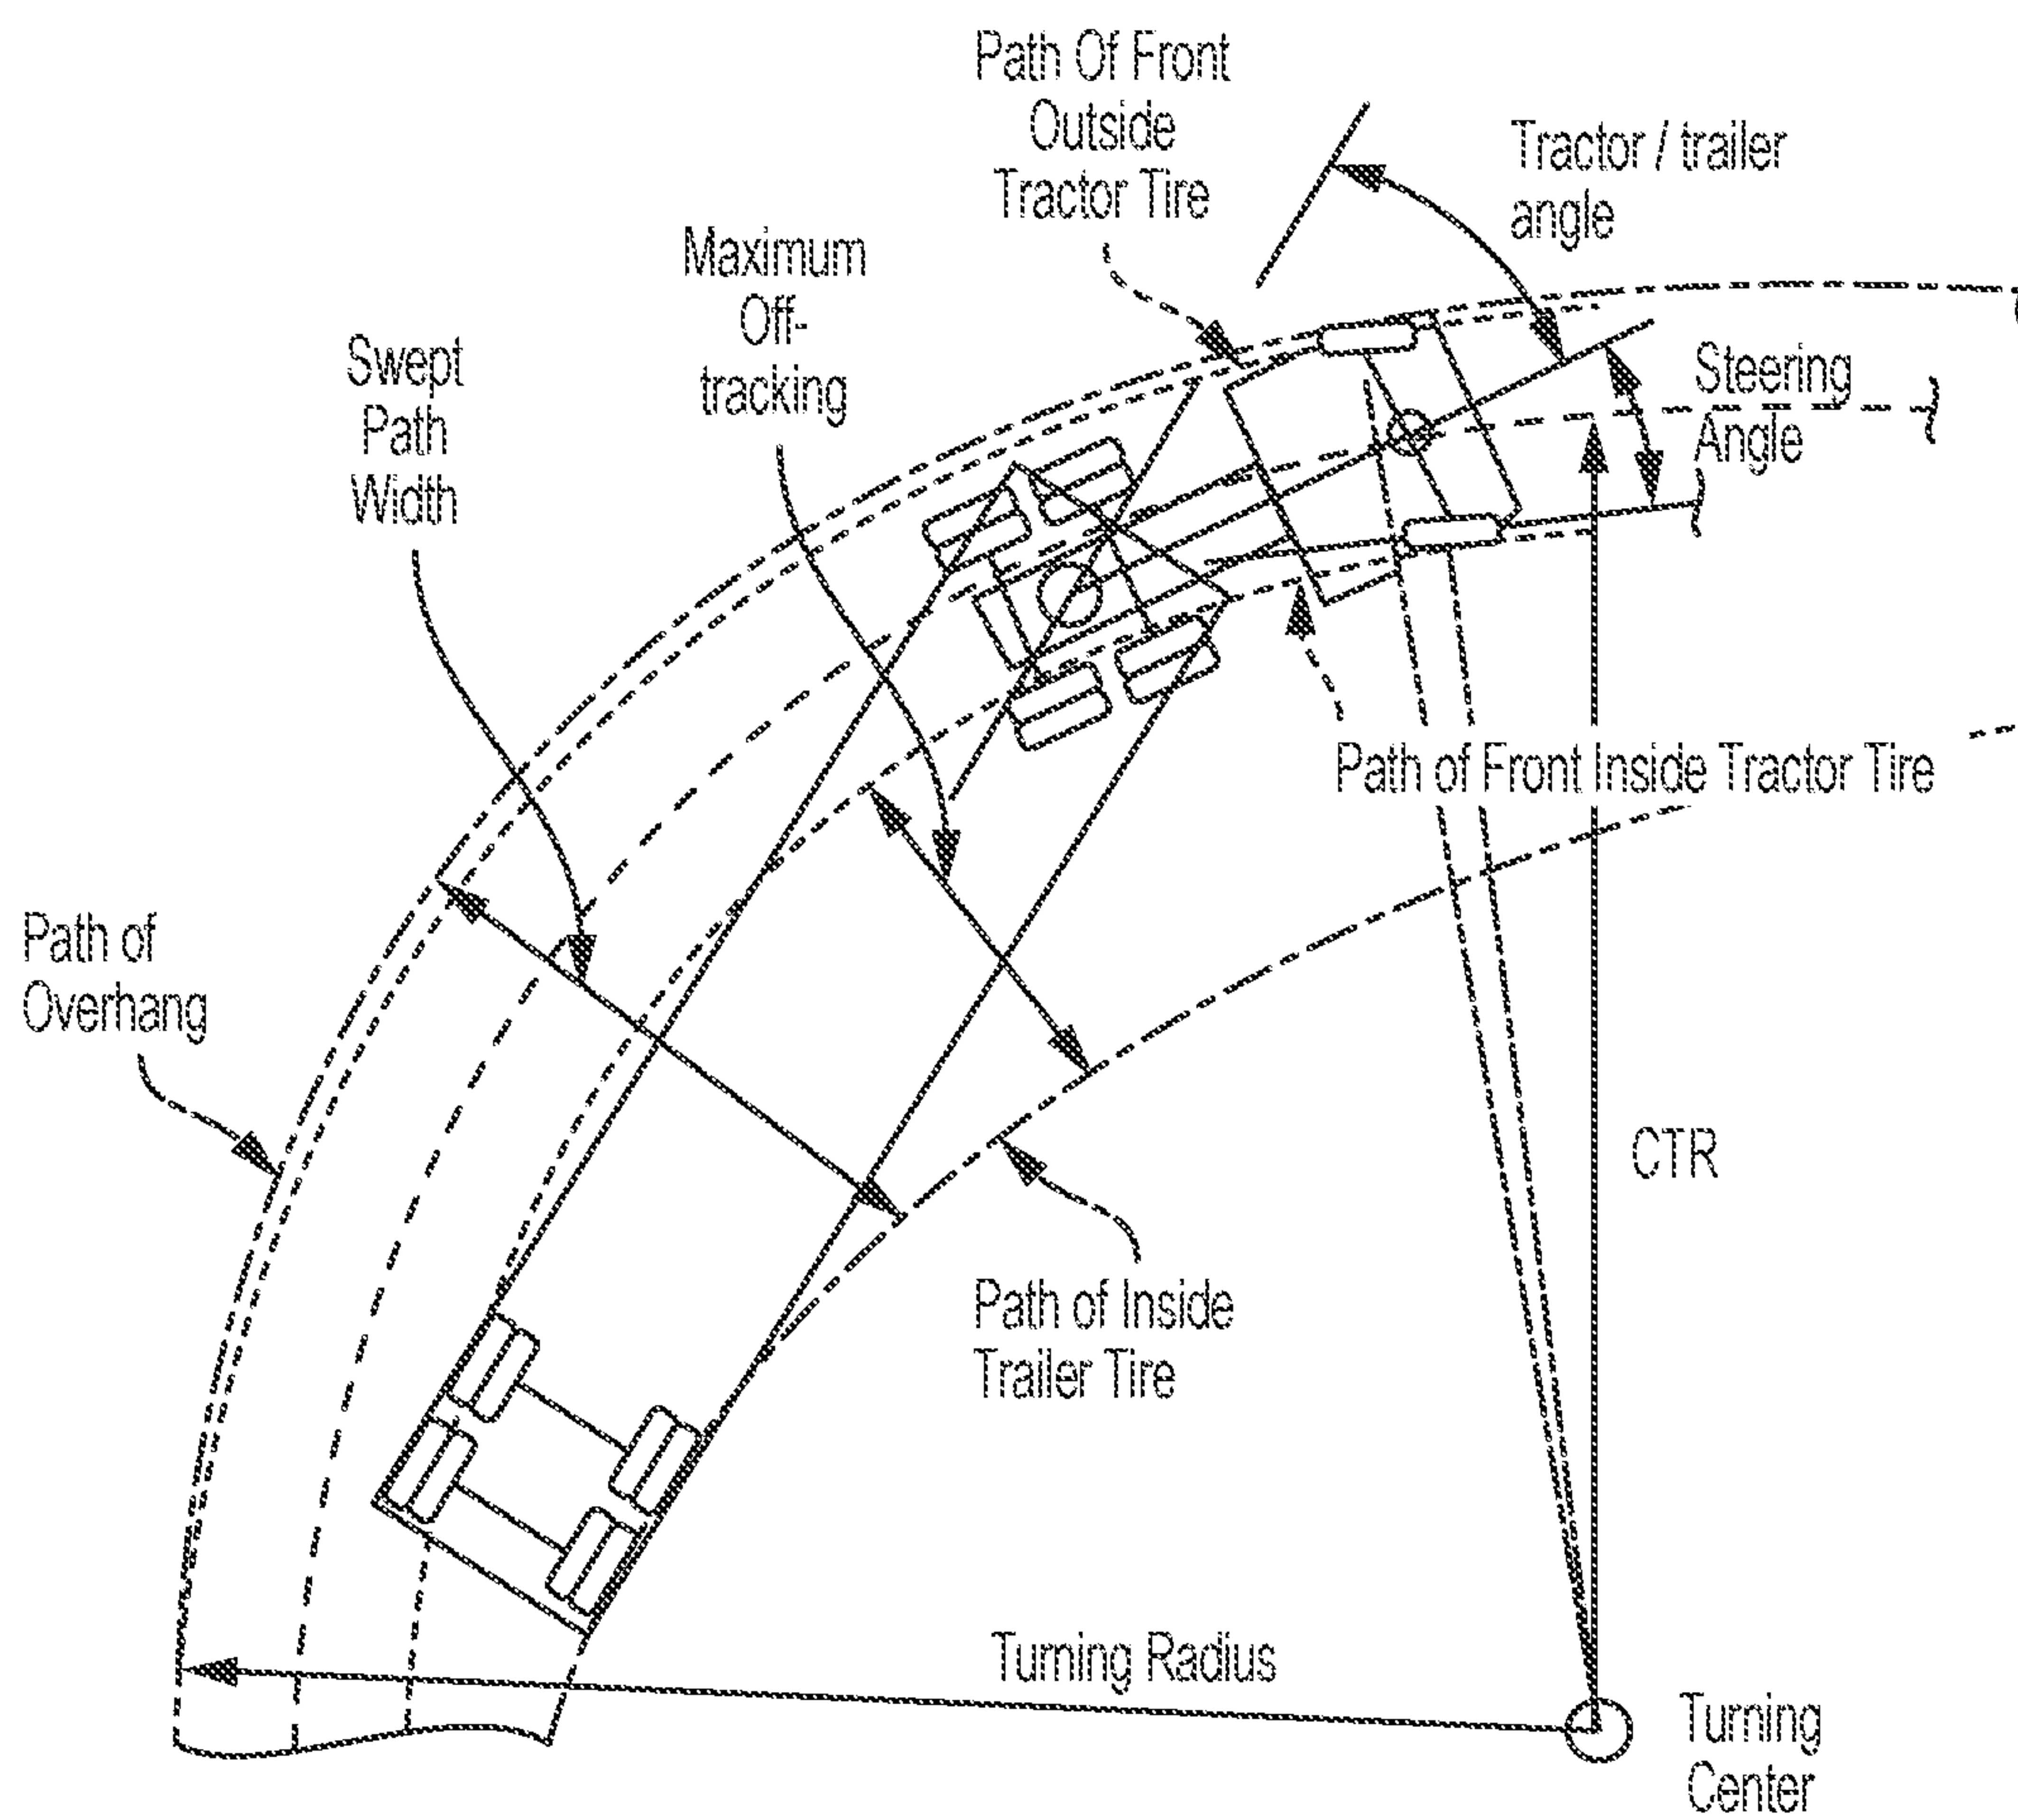 Path Of Front
Outside
Tractor Tire
Tractor / trailer
angle
Maximum
Off-
tracking
Swept
Path
Width
Steering
Angle
Path of Front Inside Tractor Tire
Path of
Overhang
CTR
Path of Inside
Trailer Tire
Turning Radius
Turning
Center